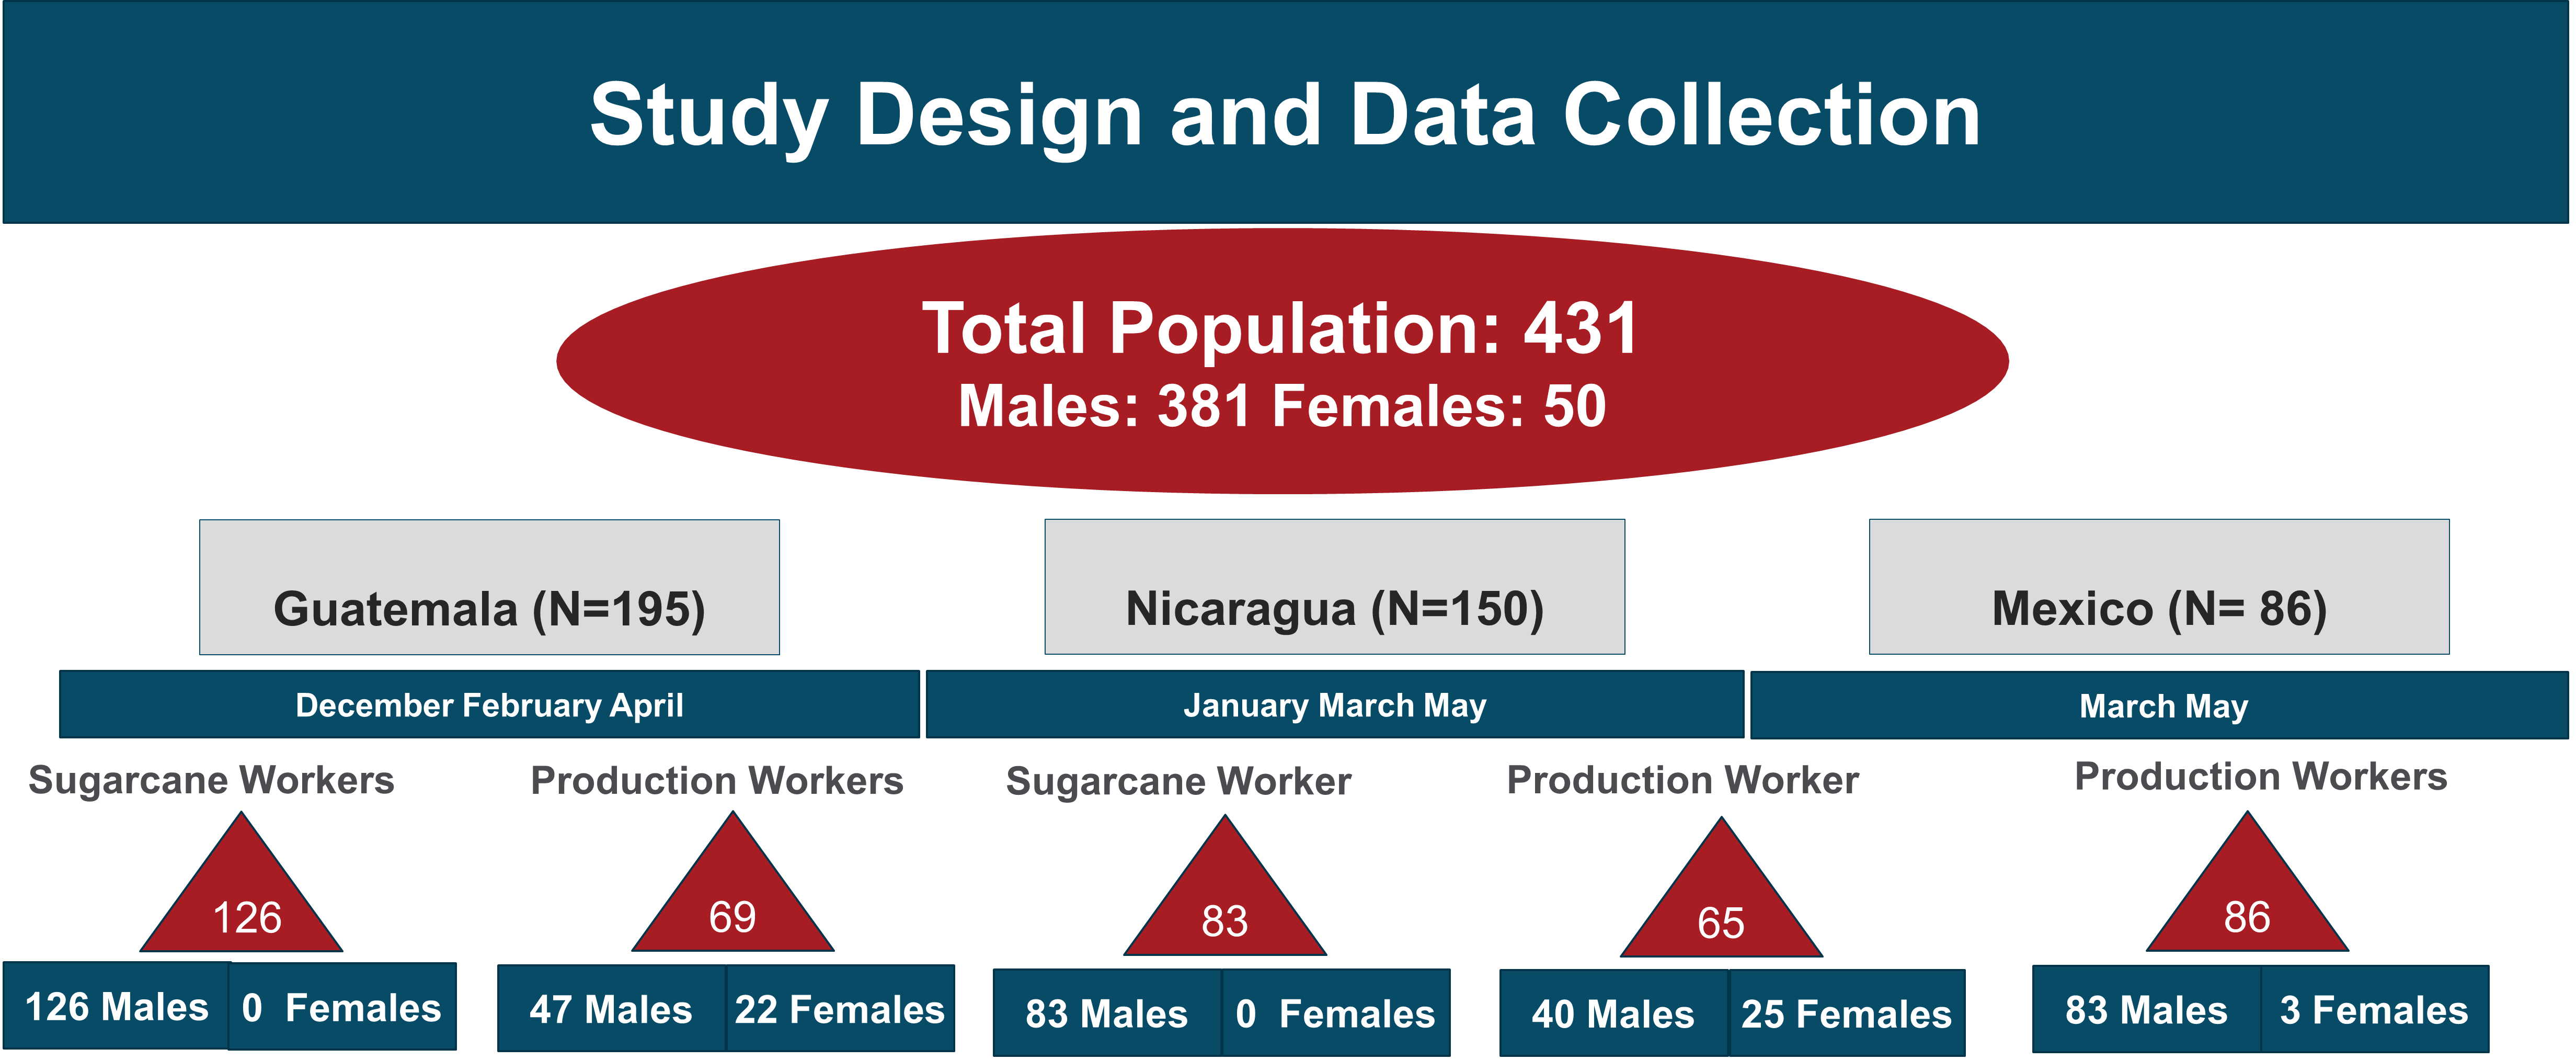 Study Design and Data Collection
Total Population: 431
Males: 381 Females: 50
Guatemala (N=195)
Nicaragua (N=150)
Mexico (N= 86)
December February April
January March May
March May
Sugarcane Workers
Production Workers
Sugarcane Worker
Production Worker
Production Workers
126
69
83
65
86
126 Males
0 Females
47 Males
22 Females
83 Males
0 Females
40 Males
25 Females
83 Males
3 Females